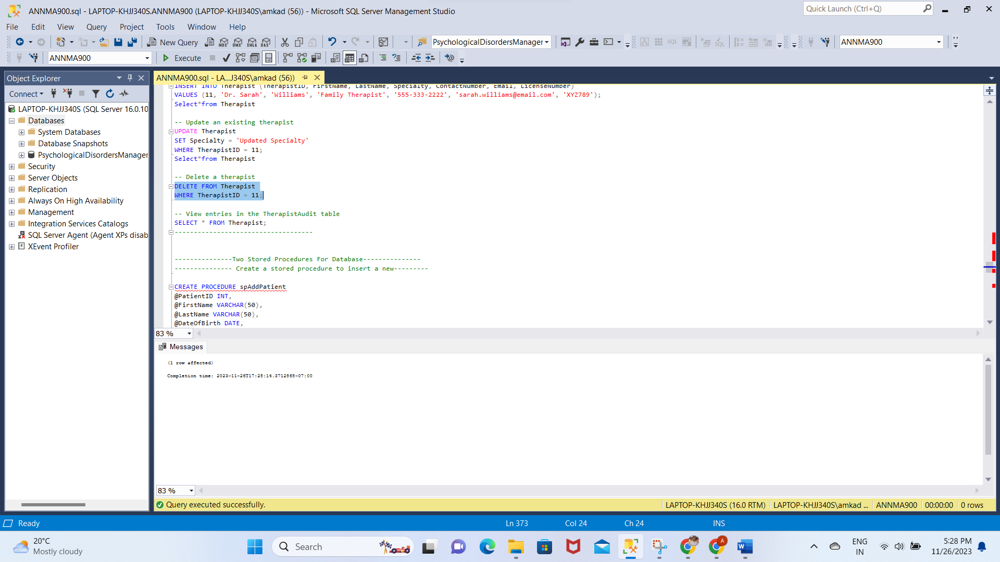 ANNMA900.sql - LAPTOP-KHJJ340S.ANNMA900 (LAPTOP-KHJJ340S\amkad (56)) - Microsoft SQL Server Management Studio
Quick Launch (Ctrl+Q)
File Edit View Query Project Tools Window Help
New Query MDX DMX XMLA DAX
PsychologicalDisordersManager
SQL
ANNMA900
ANNMA900
Execute
Object Explorer
Connect
LAPTOP-KHJJ340S (SQL Server 16.0.10
Databases
System Databases
Database Snapshots
PsychologicalDisordersManager
Security
Server Objects
Replication
Always On High Availability
Management
Integration Services Catalogs
SQL Server Agent (Agent XPs disab
XEvent Profiler
ANNMA900.sql - LA...J340S\amkad (56))
INSERT INTO Therapist (TherapistID, FirstName, LastName, Specialty, ContactNumber, Email, LicenseNumber)
VALUES (11, 'Dr. Sarah', 'Williams', 'Family Therapist', '555-333-2222', 'sarah.williams@email.com', 'XYZ789');
Select*from Therapist
-- Update an existing therapist
UPDATE Therapist
SET Specialty = 'Updated Specialty'
WHERE TherapistID = 11;
Select*from Therapist
-- Delete a therapist
DELETE FROM Therapist
WHERE TherapistID = 11;
-- View entries in the TherapistAudit table
SELECT * FROM Therapist;
------------------------------------
---------------Two Stored Procedures For Database---------------
--------------- Create a stored procedure to insert a new---------
CREATE PROCEDURE spAddPatient
@PatientID INT,
@FirstName VARCHAR(50),
@LastName VARCHAR(50),
@DateOfBirth DATE,
83 %
Messages
(1 row affected)
Completion time: 2023-11-26T17:28:14.3712868-07:00
83 %
Query executed successfully.
LAPTOP-KHJJ340S (16.0 RTM) LAPTOP-KHJJ340S\amkad ... ANNMA900 00:00:00 0 rows
Ready
Ln 373 Col 24 Ch 24 INS
20°C
Mostly cloudy
Search
ENG
IN
5:28 PM
11/26/2023